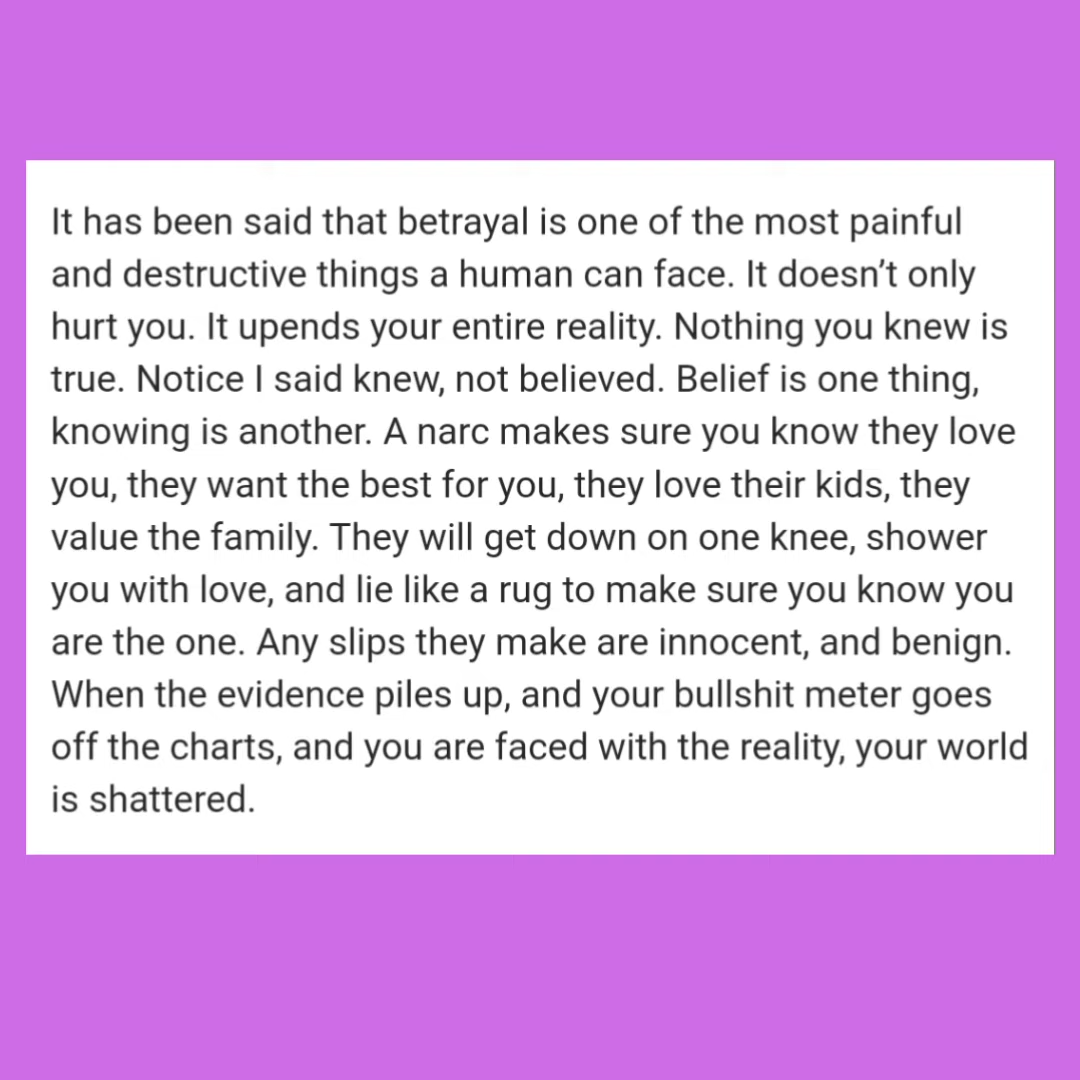 It has been said that betrayal is one of the most painful
and destructive things a human can face. It doesn’t only
hurt you. It upends your entire reality. Nothing you knew is
true. Notice I said knew, not believed. Belief is one thing,
knowing is another. A narc makes sure you know they love
you, they want the best for you, they love their kids, they
value the family. They will get down on one knee, shower
you with love, and lie like a rug to make sure you know you
are the one. Any slips they make are innocent, and benign.
When the evidence piles up, and your bullshit meter goes
off the charts, and you are faced with the reality, your world
is shattered.